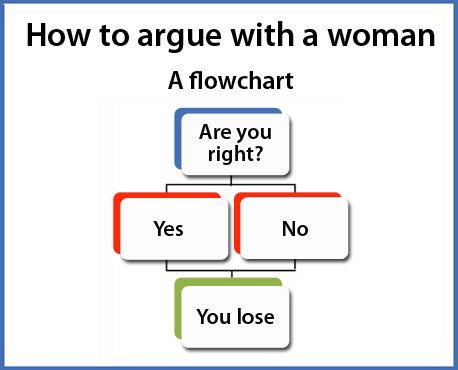 How to argue with a woman
A flowchart
Are you
right?
Yes
No
You lose